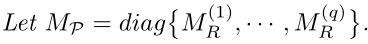 Let $M_{\mathcal{P}} = diag\{M_R^{(1)}, \cdots, M_R^{(q)}\}.$